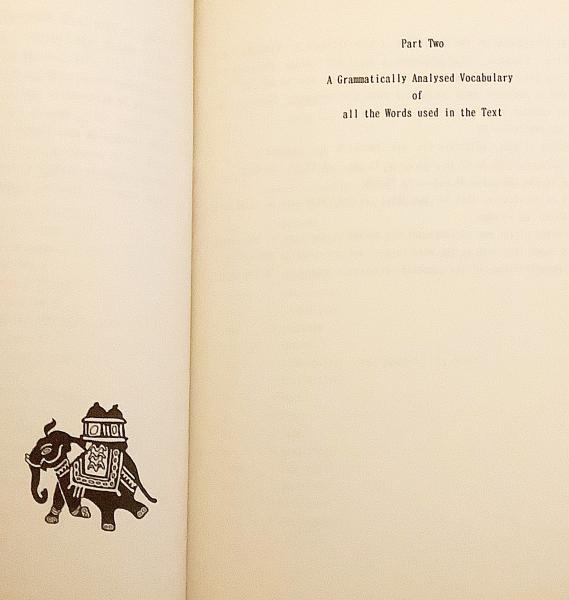 Part Two
A Grammatically Analysed Vocabulary
of
all the Words used in the Text